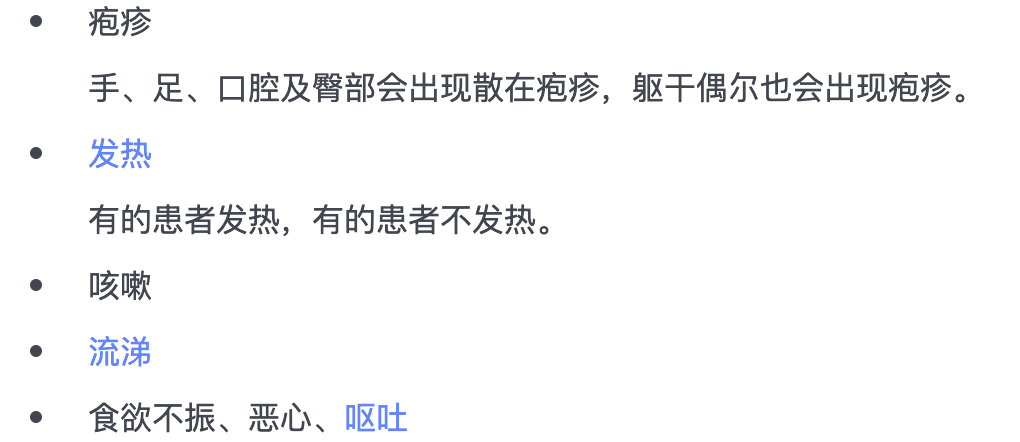 • 疱疹
手、足、口腔及臀部会出现散在疱疹，躯干偶尔也会出现疱疹。
• 发热
有的患者发热，有的患者不发热。
• 咳嗽
• 流涕
• 食欲不振、恶心、呕吐